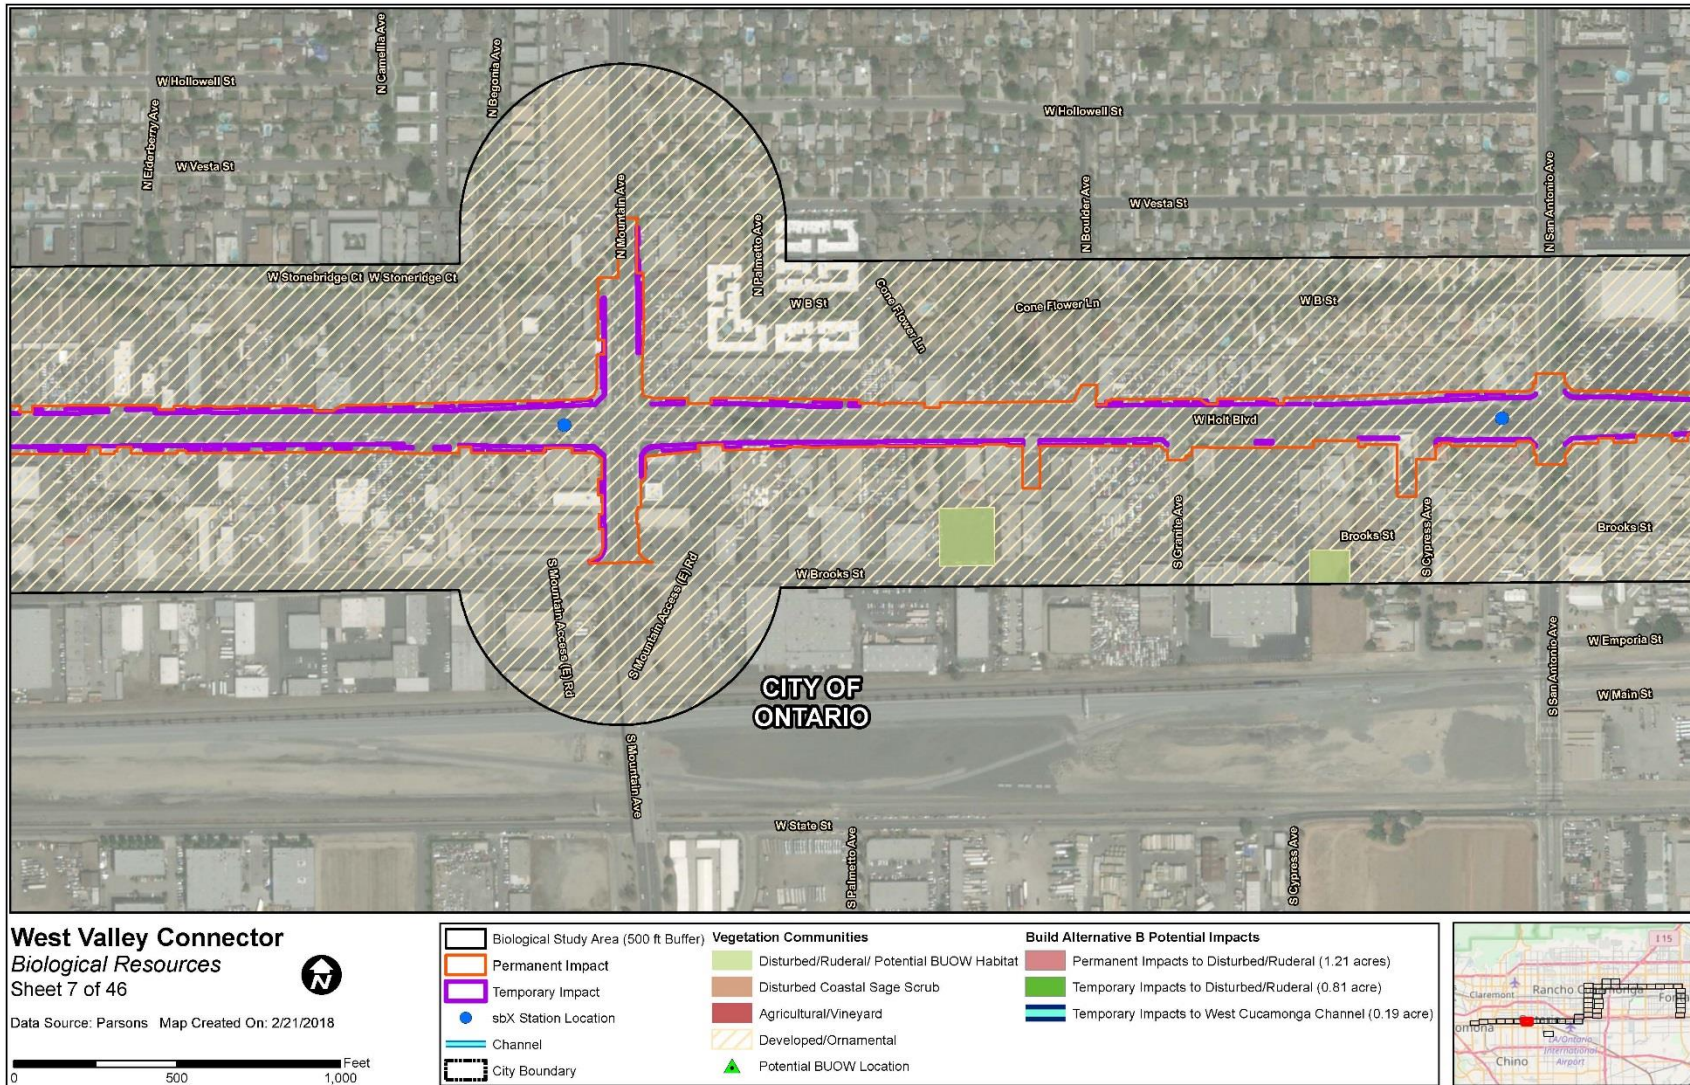 N Camellia Ave
N Begonia Ave
W Hollowell St
N Elderberry Ave
W Vesta St
W Hollowell St
N Boulder Ave
W Vesta St
N San Antonio Ave
N Mountain Ave
N Palmetto Ave
W Stonebridge Ct W Stoneridge Ct
W B St
Cone Flower Ln
Cone Flower Ln
W B St
W Holt Blvd
S Granite Ave
Brooks St
S Cypress Ave
Brooks St
W Brooks St
S Mountain Access (E) Rd
S Mountain Access (E) Rd
CITY OF
ONTARIO
S San Antonio Ave
W Emporia St
W Main St
S Mountain Ave
W State St
S Palmetto Ave
S Cypress Ave
West Valley Connector
Biological Resources
Sheet 7 of 46
N
Data Source: Parsons Map Created On: 2/21/2018
Feet
0 500 1,000
Biological Study Area (500 ft Buffer)
Permanent Impact
Temporary Impact
sbX Station Location
Channel
City Boundary
Vegetation Communities
Disturbed/Ruderal/ Potential BUOW Habitat
Disturbed Coastal Sage Scrub
Agricultural/Vineyard
Developed/Ornamental
Potential BUOW Location
Build Alternative B Potential Impacts
Permanent Impacts to Disturbed/Ruderal (1.21 acres)
Temporary Impacts to Disturbed/Ruderal (0.81 acre)
Temporary Impacts to West Cucamonga Channel (0.19 acre)
I 15
Claremont
Rancho
Fonta
omona
LA/Ontario
International
Airport
Chino